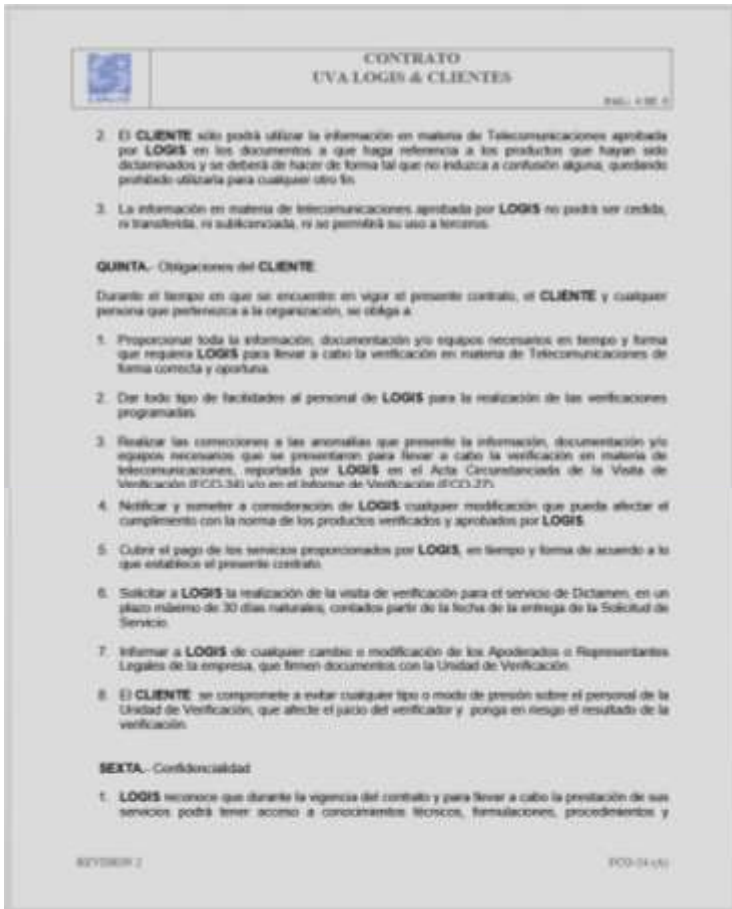 CONTRATO
UVA LOGIS & CLIENTES
PAG.: 4 DE
2. El CLIENTE sólo podrá utilizar la información en materia de Telecomunicaciones aprobada
por LOGIS en los documentos a que haga referencia a los productos que hayan sido
dictaminados y se deberá de hacer de forma tal que no induzca a confusión alguna, quedando
prohibido utilizarla para cualquier otro fin.
3. La información en materia de telecomunicaciones aprobada por LOGIS no podrá ser cedida,
ni transferida, ni sublicenciada, ni se permitirá su uso a terceros.
QUINTA.- Obligaciones del CLIENTE
Durante el tiempo en que se encuentre en vigor el presente contrato, el CLIENTE y cualquier
persona que pertenezca a la organización, se obliga a
1. Proporcionar toda la información, documentación y/o equipos necesarios en tiempo y forma
que requiera LOGIS para llevar a cabo la verificación en materia de Telecomunicaciones de
forma correcta y oportuna.
2. Dar todo tipo de facilidades al personal de LOGIS para la realización de las verificaciones
programadas.
3. Realizar las correcciones a las anomalías que presente la información, documentación y/o
equipos necesarios que se presentaron para llevar a cabo la verificación en materia de
telecomunicaciones, reportada por LOGIS en el Acta Circunstanciada de la Visita de
Verificación (FCO-34) y/o en el Informe de Verificación (FCO-27).
4. Notificar y someter a consideración de LOGIS cualquier modificación que pueda afectar el
cumplimiento con la norma de los productos verificados y aprobados por LOGIS.
5. Cubrir el pago de los servicios proporcionados por LOGIS, en tiempo y forma de acuerdo a lo
que establece el presente contrato.
6. Solicitar a LOGIS la realización de la visita de verificación para el servicio de Dictamen, en un
plazo máximo de 30 días naturales, contados partir de la fecha de la entrega de la Solicitud de
Servicio.
7. Informar a LOGIS de cualquier cambio o modificación de los Apoderados o Representantes
Legales de la empresa, que firmen documentos con la Unidad de Verificación.
8. El CLIENTE se compromete a evitar cualquier tipo o modo de presión sobre el personal de la
Unidad de Verificación, que afecte el juicio del verificador y ponga en riesgo el resultado de la
verificación.
SEXTA.- Confidencialidad
1. LOGIS reconoce que durante la vigencia del contrato y para llevar a cabo la prestación de sus
servicios podrá tener acceso a conocimientos técnicos, formulaciones, procedimientos y
REVISION 2
FCO-24 (A)